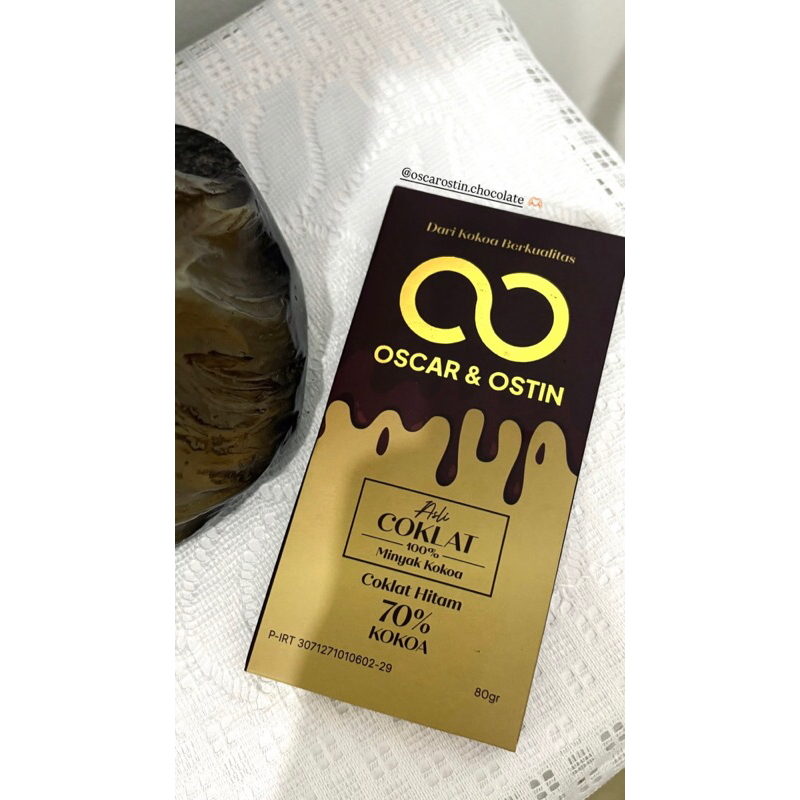 @oscarostin.chocolate
Dari Kokoa Berkualitas
OSCAR & OSTIN
Asli
COKLAT
100%
Minyak Kokoa
Coklat Hitam
70%
KOKOA
P-IRT 3071271010602-29
80gr